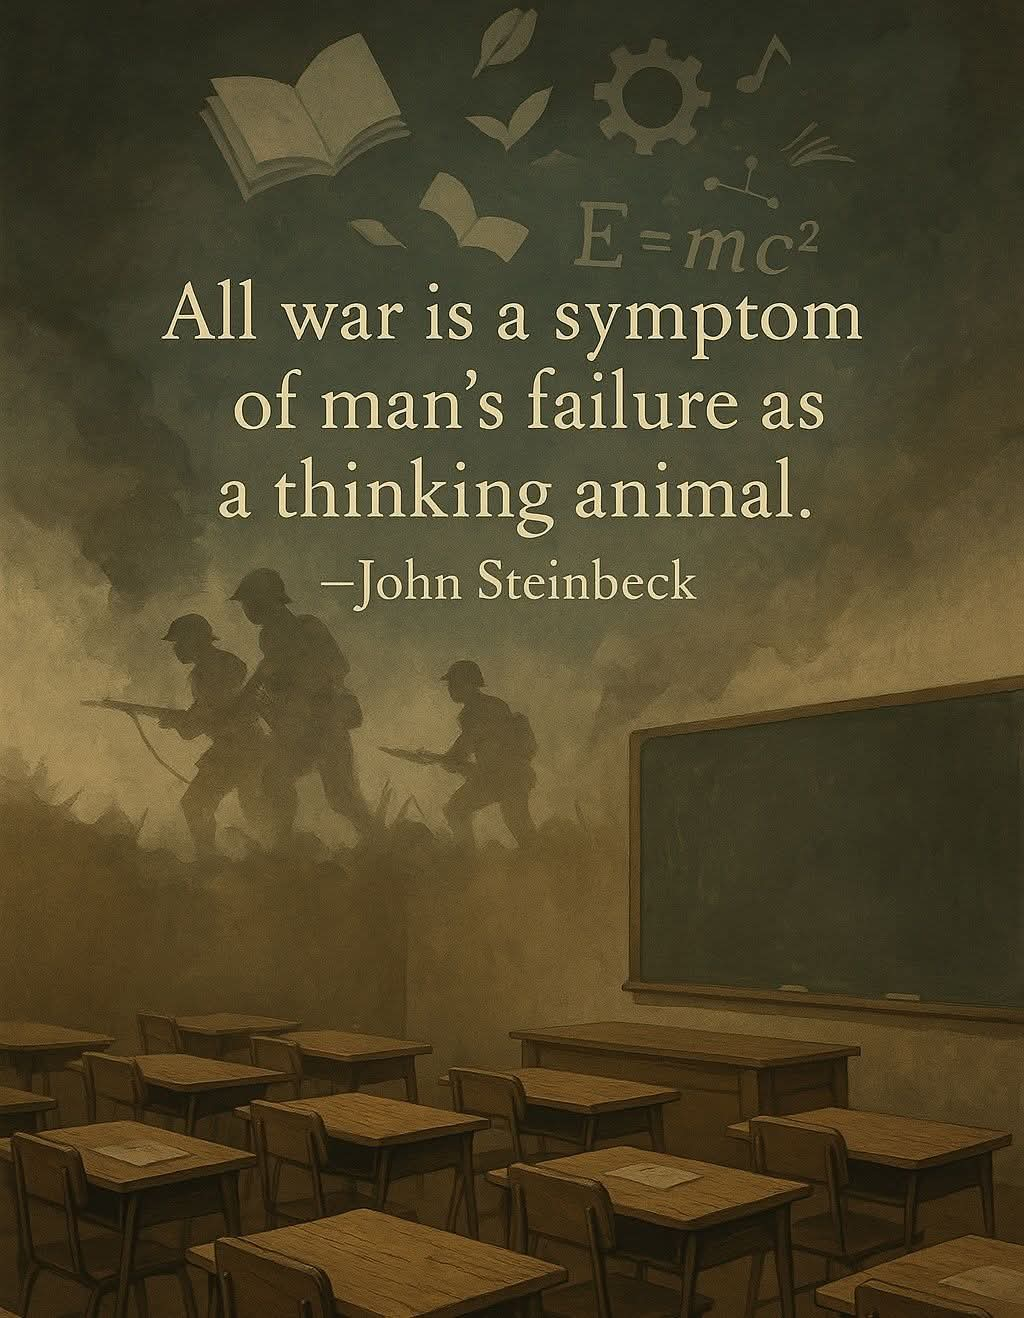 E=mc²
All war is a symptom
of man's failure as
a thinking animal.
–John Steinbeck